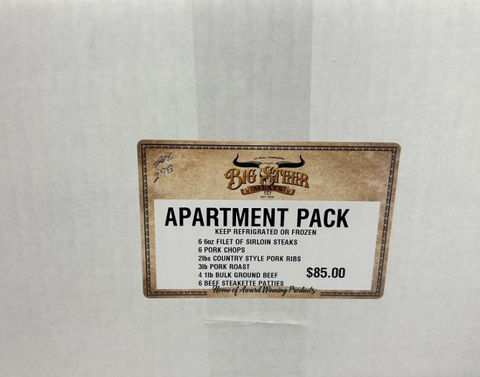 BIG STEER
MEATS
APARTMENT PACK
KEEP REFRIGRATED OR FROZEN
6 6oz FILET OF SIRLOIN STEAKS
6 PORK CHOPS
2lbs COUNTRY STYLE PORK RIBS
3lb PORK ROAST
4 1lb BULK GROUND BEEF
$85.00
6 BEEF STEAKETTE PATTIES
Home of Award Winning Products